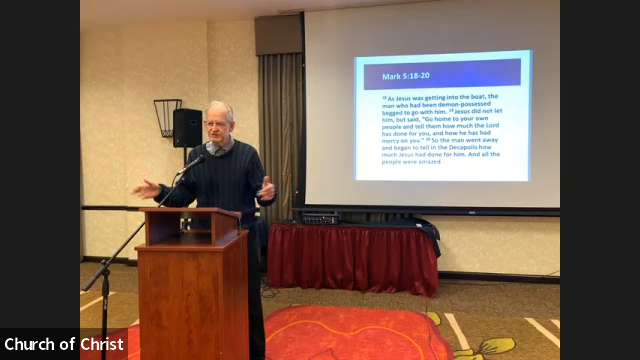 Mark 5:18-20
18 As Jesus was getting into the boat, the
man who had been demon-possessed
begged to go with him. 19 Jesus did not let
him, but said, "Go home to your own
people and tell them how much the Lord
has done for you, and how he has had
mercy on you." 20 So the man went away
and began to tell in the Decapolis how
much Jesus had done for him. And all the
people were amazed.
Church of Christ